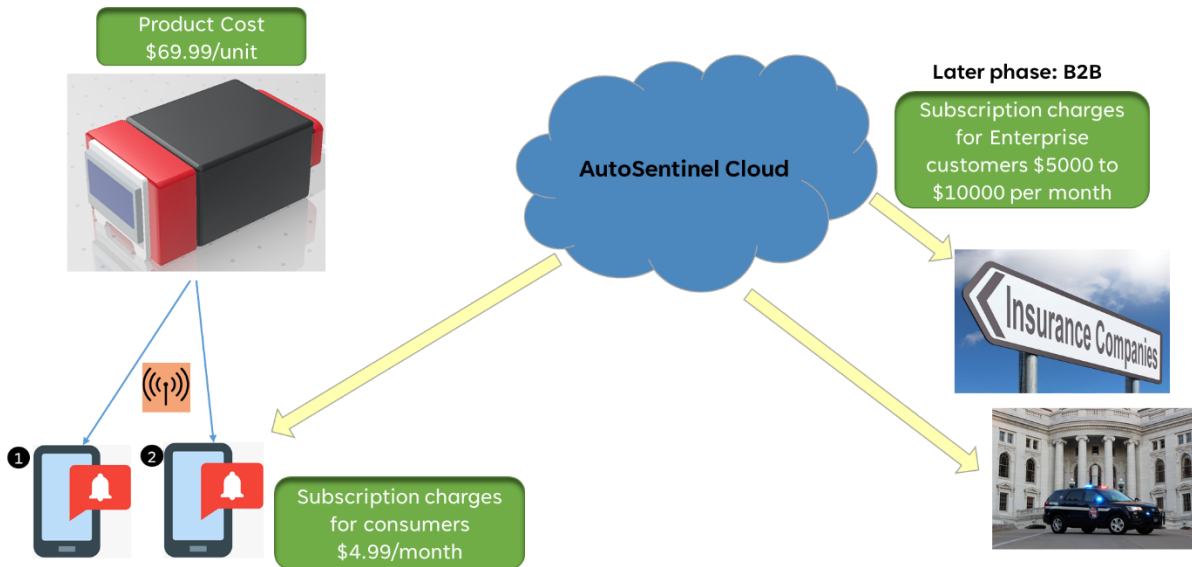 Product Cost
$69.99/unit
AutoSentinel Cloud
Later phase: B2B
Subscription charges
for Enterprise
customers $5000 to
$10000 per month
Insurance Companies
1
2
Subscription charges
for consumers
$4.99/month